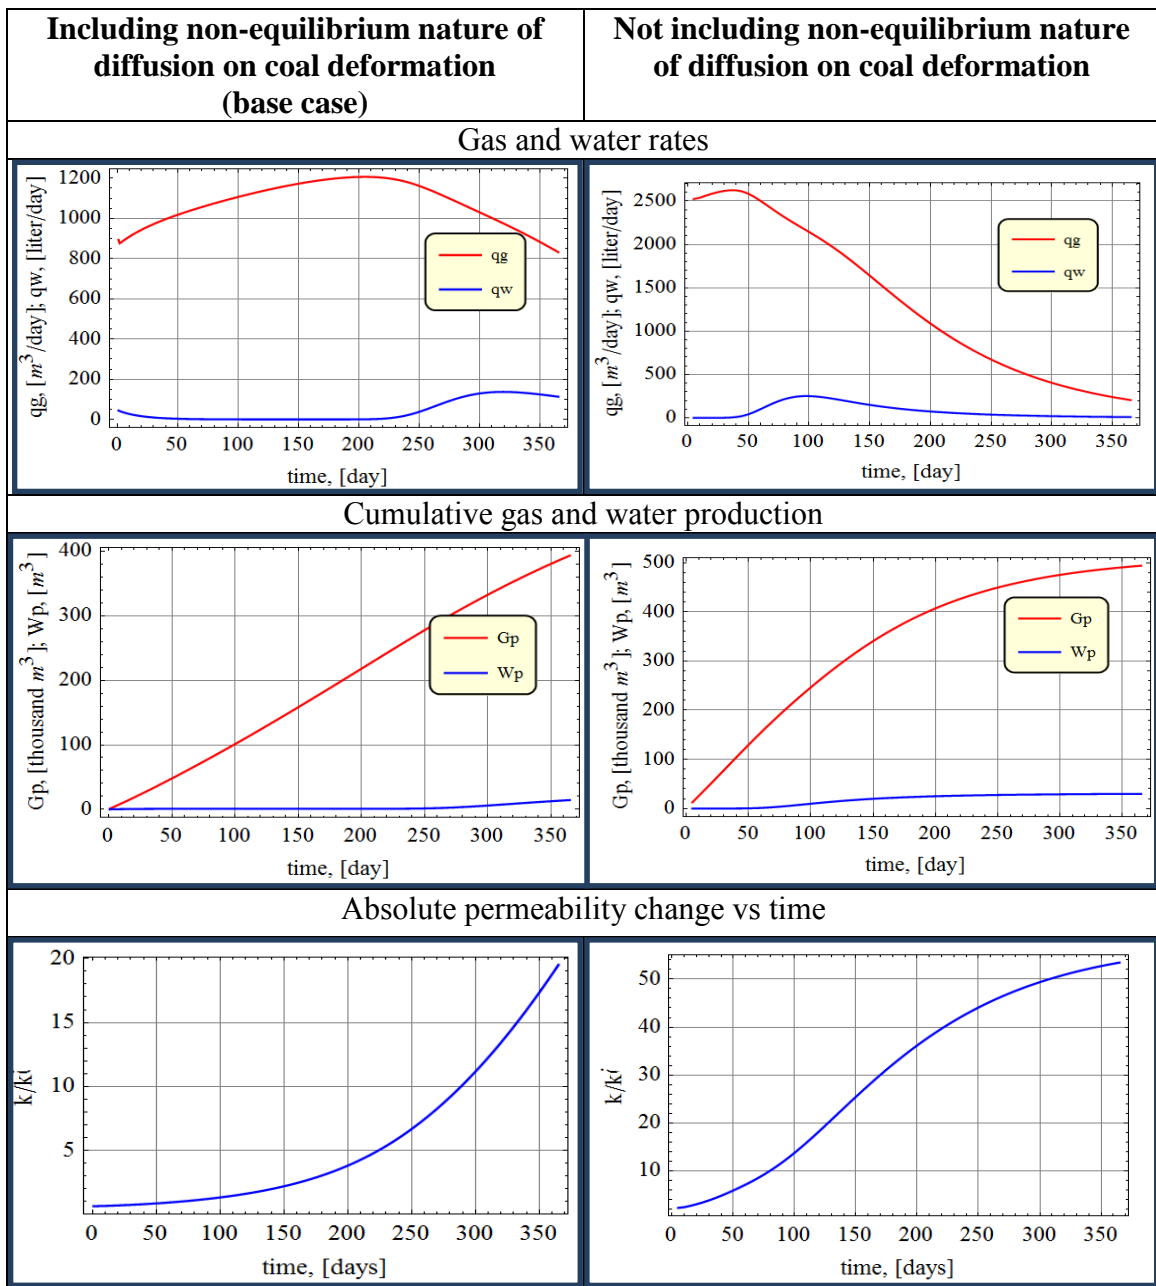 Including non-equilibrium nature of
diffusion on coal deformation
(base case)
Not including non-equilibrium nature
of diffusion on coal deformation
Gas and water rates
qg, [m³/day]; qw, [liter/day]
1200
1000
800
600
400
200
0
qg
qw
0 50 100 150 200 250 300 350
time, [day]
qg, [m³/day]; qw, [liter/day]
2500
2000
1500
1000
500
0
qg
qw
0 50 100 150 200 250 300 350
time, [day]
Cumulative gas and water production
Gp, [thousand m³]; Wp, [m³]
400
300
200
100
0
Gp
Wp
0 50 100 150 200 250 300 350
time, [day]
Gp, [thousand m³]; Wp, [m³]
500
400
300
200
100
0
Gp
Wp
0 50 100 150 200 250 300 350
time, [day]
Absolute permeability change vs time
k/ki
20
15
10
5
0 50 100 150 200 250 300 350
time, [days]
k/ki
50
40
30
20
10
0 50 100 150 200 250 300 350
time, [days]